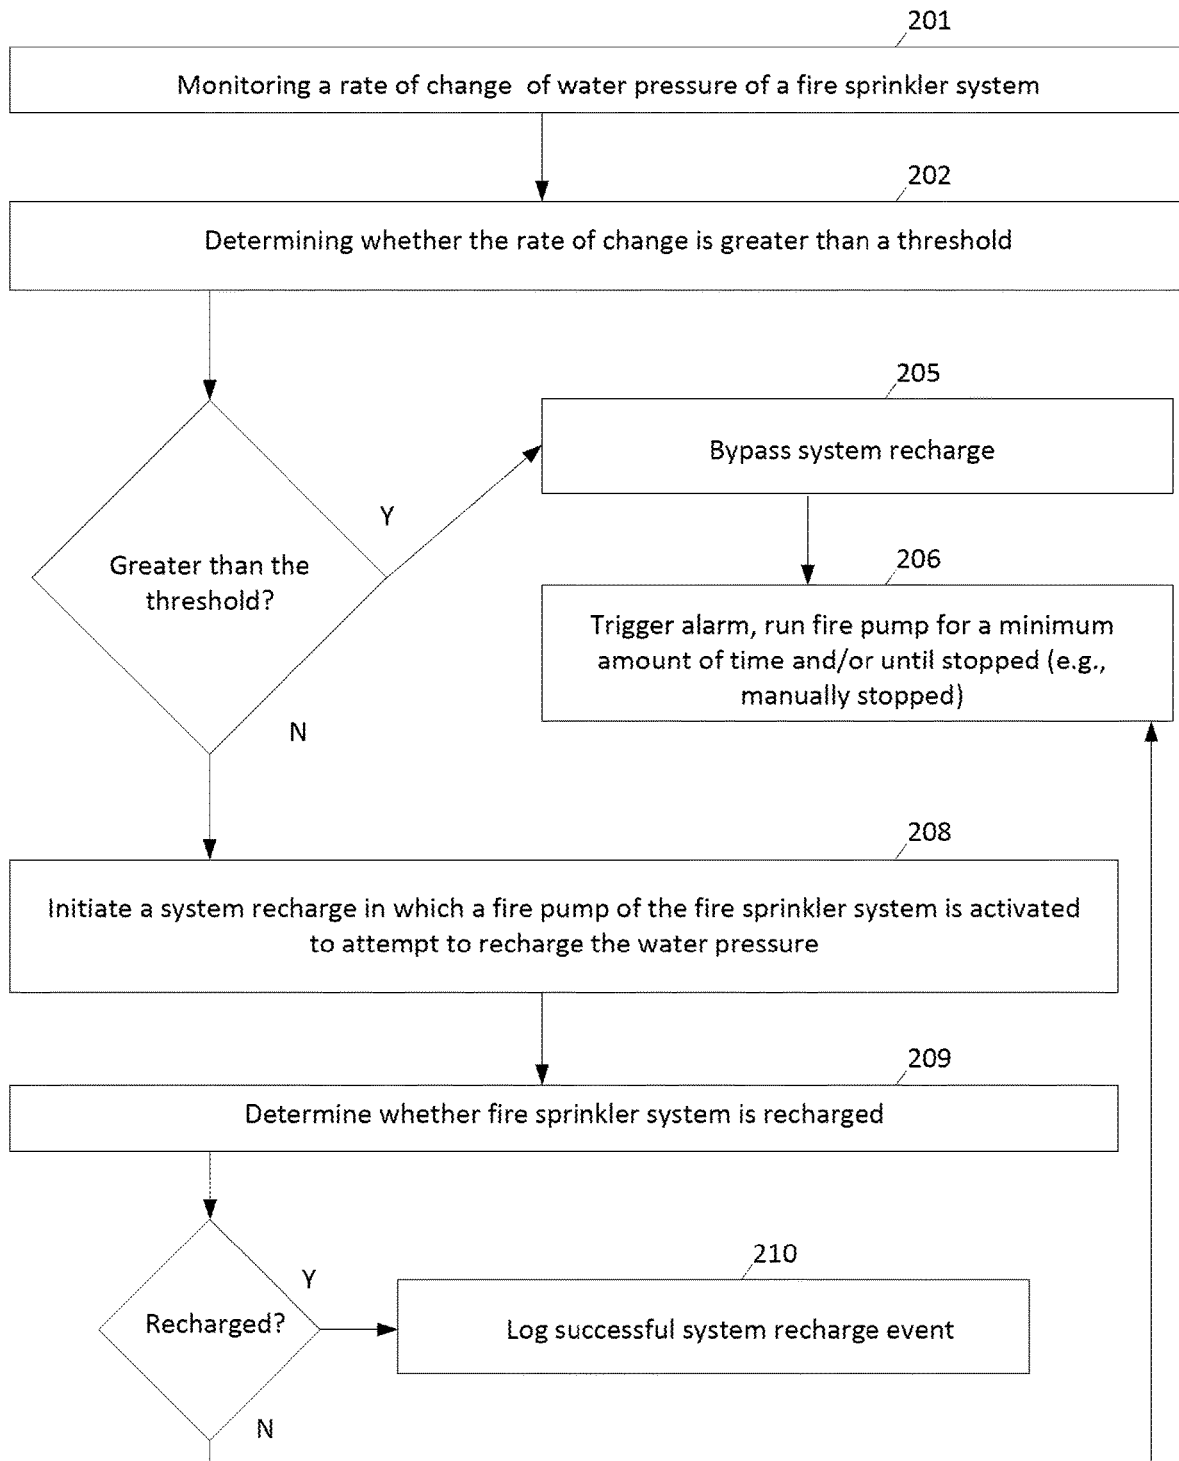 201
Monitoring a rate of change of water pressure of a fire sprinkler system
202
Determining whether the rate of change is greater than a threshold
205
Bypass system recharge
Y
Greater than the
threshold?
206
Trigger alarm, run fire pump for a minimum
amount of time and/or until stopped (e.g.,
manually stopped)
N
208
Initiate a system recharge in which a fire pump of the fire sprinkler system is activated
to attempt to recharge the water pressure
209
Determine whether fire sprinkler system is recharged
210
Y
Recharged?
Log successful system recharge event
N